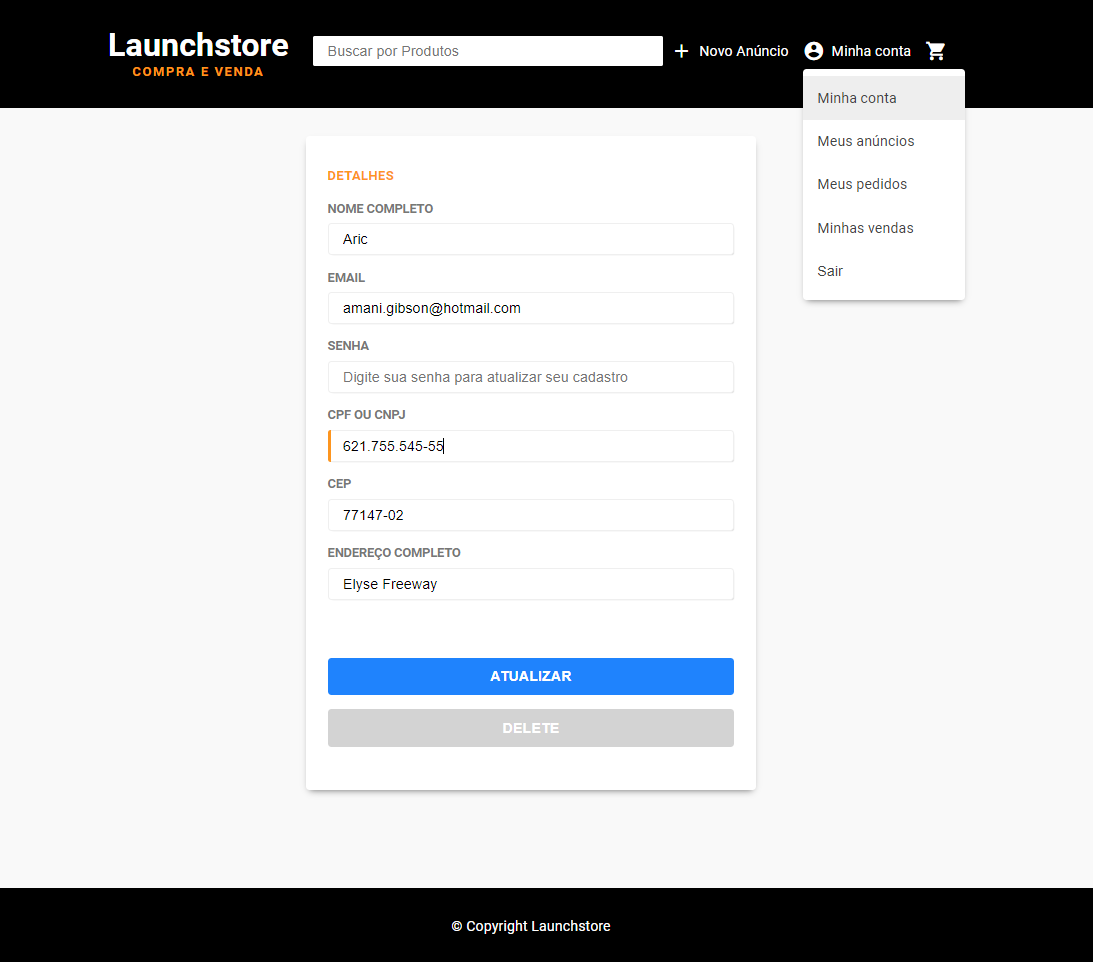 Launchstore
COMPRA E VENDA
Buscar por Produtos
Novo Anúncio
Minha conta
Minha conta
Meus anúncios
Meus pedidos
Minhas vendas
Sair
DETALHES
NOME COMPLETO
Aric
EMAIL
amani.gibson@hotmail.com
SENHA
Digite sua senha para atualizar seu cadastro
CPF OU CNPJ
621.755.545-55
CEP
77147-02
ENDEREÇO COMPLETO
Elyse Freeway
ATUALIZAR
DELETE
© Copyright Launchstore